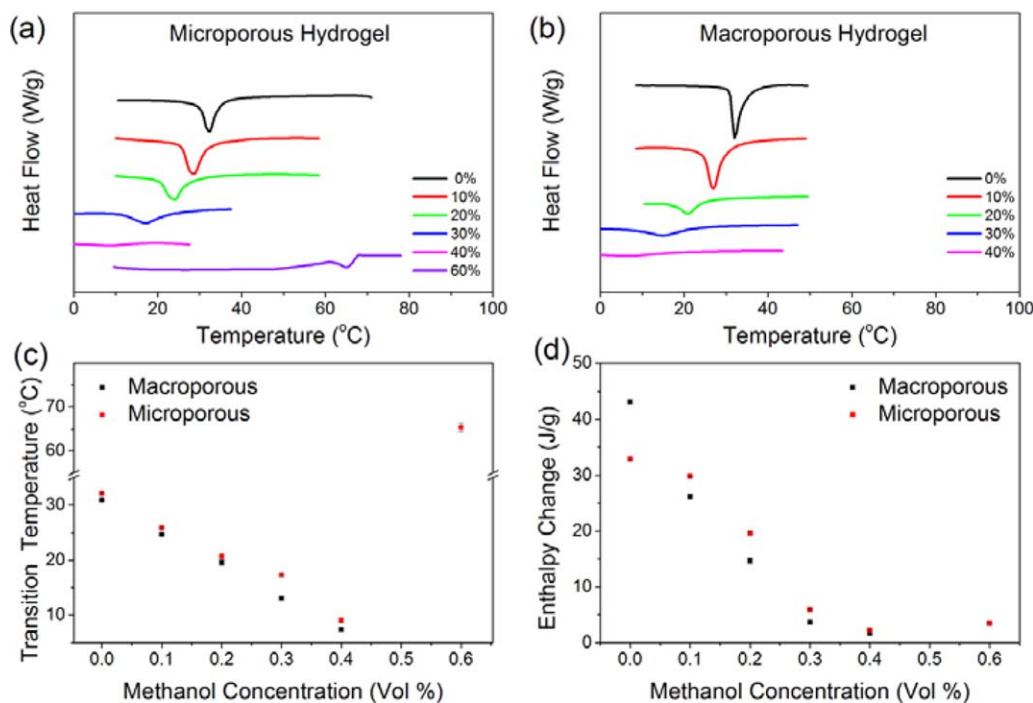 (a)
Microporous Hydrogel
Heat Flow (W/g)
0%
10%
20%
30%
40%
60%
0 20 40 60 80 100
Temperature (°C)
(b)
Macroporous Hydrogel
Heat Flow (W/g)
0%
10%
20%
30%
40%
0 20 40 60 80 100
Temperature (°C)
(c)
Macroporous
Microporous
Transition Temperature (°C)
70
60
30
20
10
0.0 0.1 0.2 0.3 0.4 0.5 0.6
Methanol Concentration (Vol %)
(d)
Macroporous
Microporous
Enthalpy Change (J/g)
50
40
30
20
10
0
0.0 0.1 0.2 0.3 0.4 0.5 0.6
Methanol Concentration (Vol %)